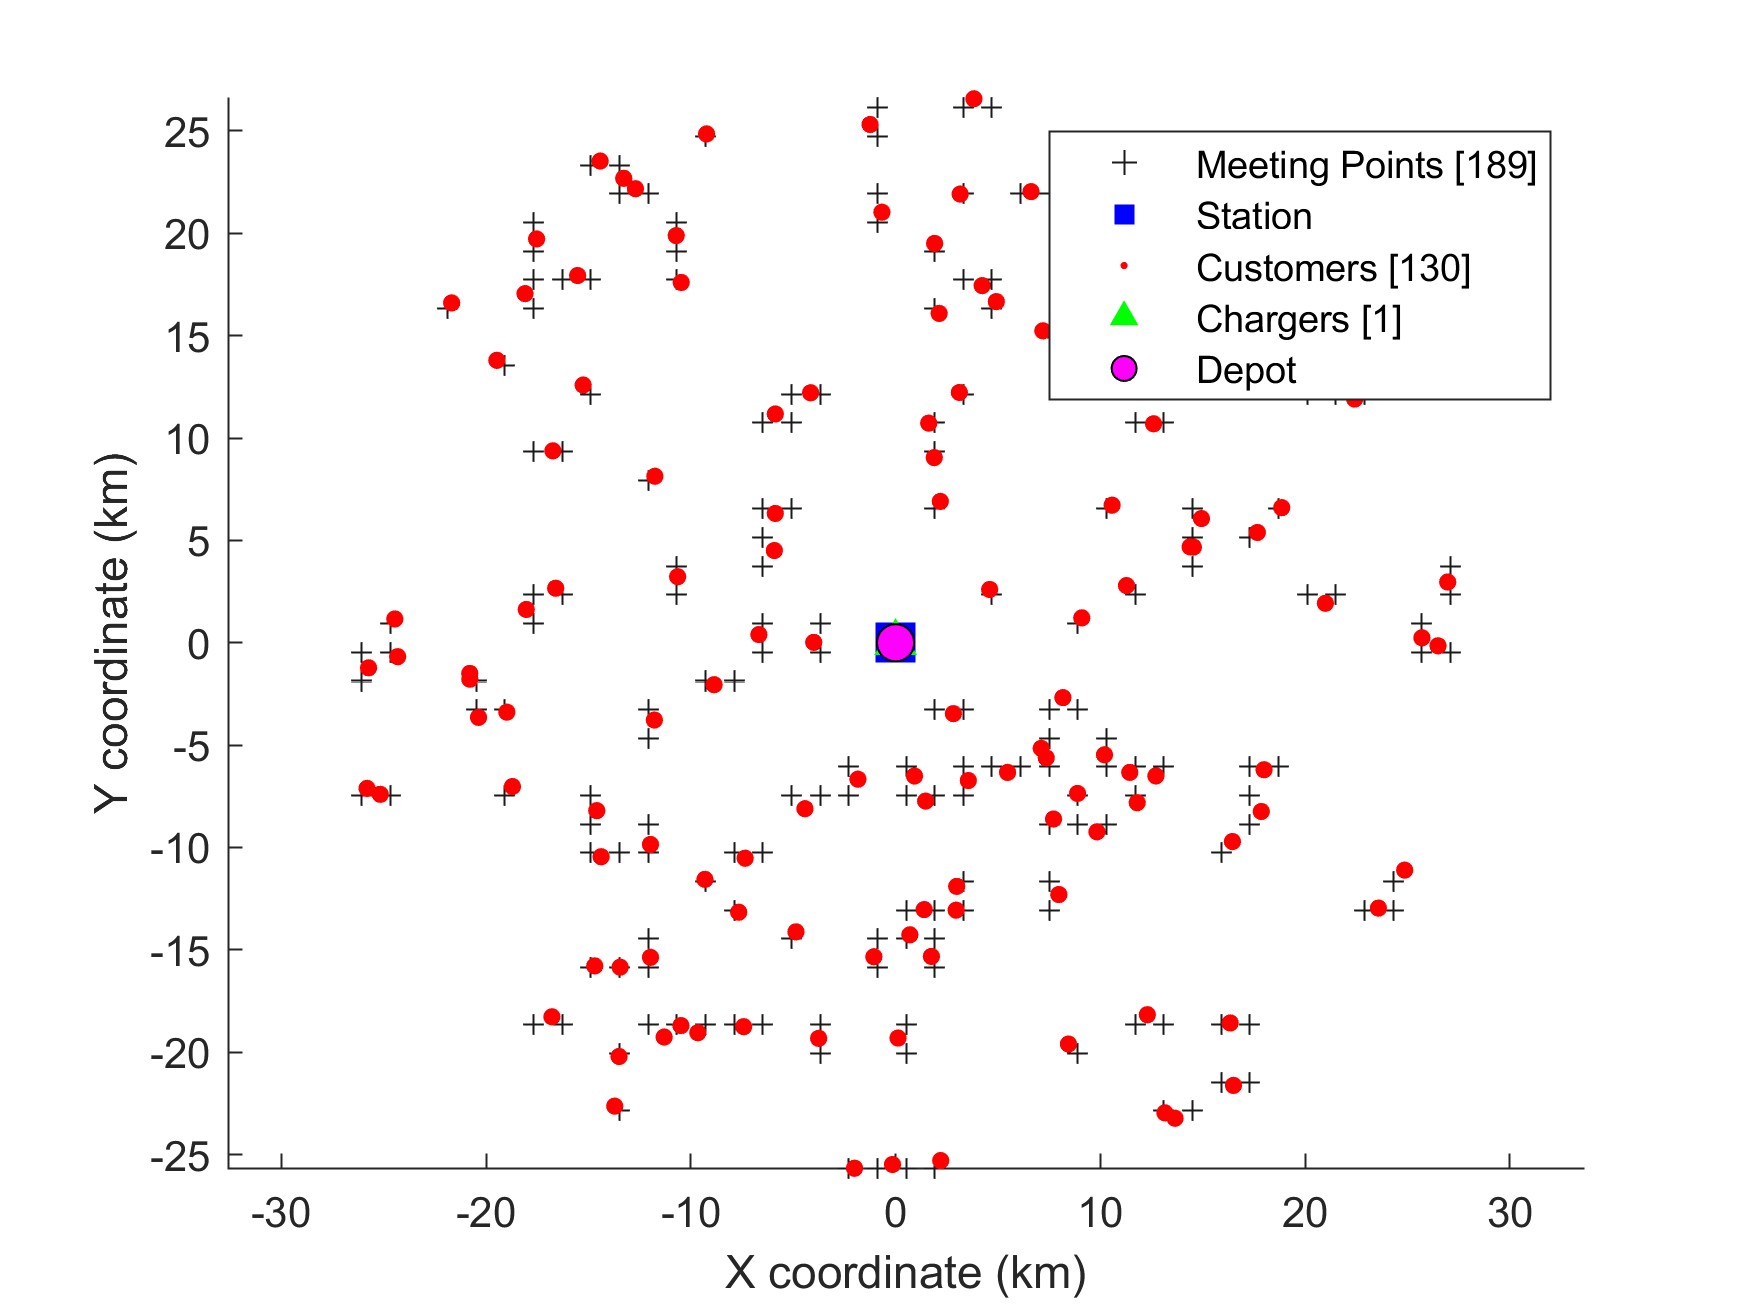 25
20
15
10
5
0
-5
-10
-15
-20
-25
Y coordinate (km)
Meeting Points [189]
Station
Customers [130]
Chargers [1]
Depot
-30 -20 -10 0 10 20 30
X coordinate (km)